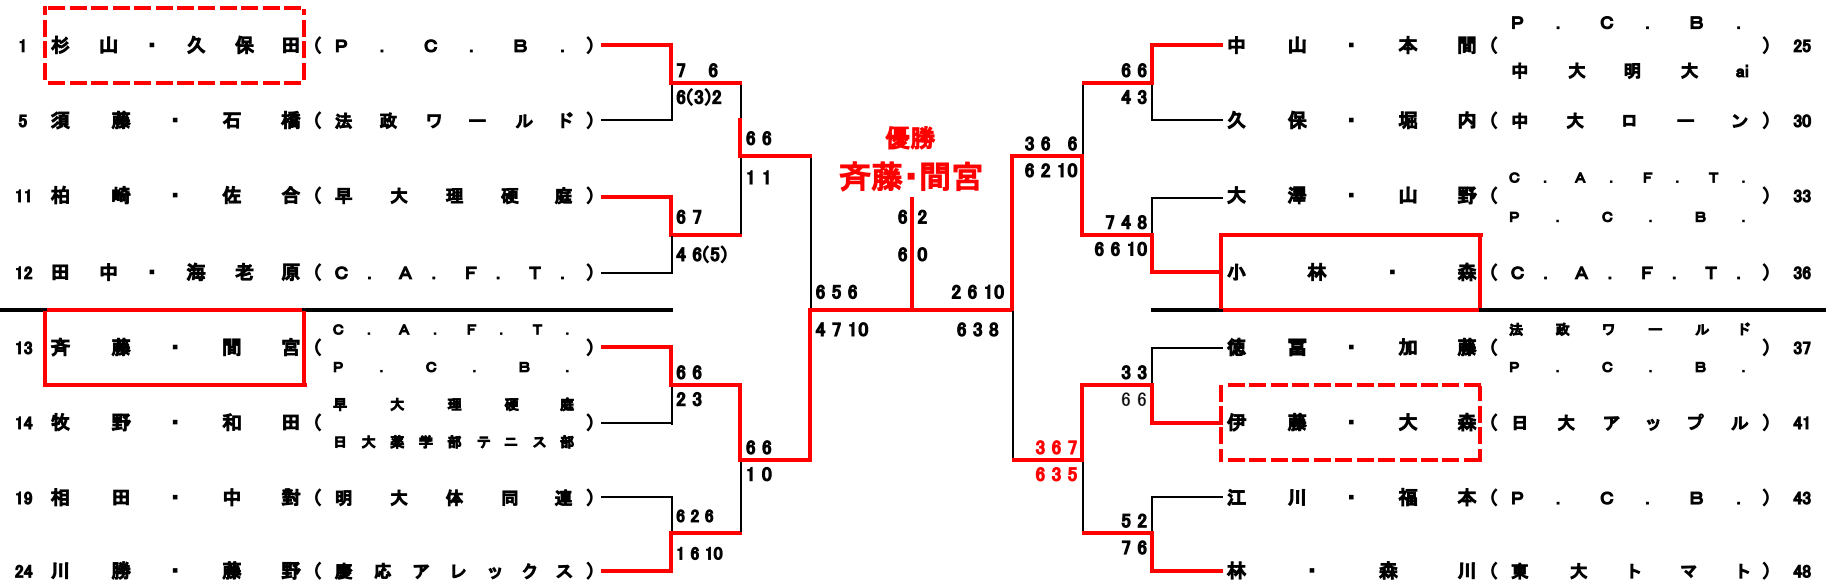 1 杉山・久保田(P.C.B.)
7 6
6(3)2
5 須藤・石橋(法政ワールド)
6 6
1 1
11 柏崎・佐合(早大理硬庭)
6 7
4 6(5)
12 田中・海老原(C.A.F.T.)
6 5 6
4 7 10
13 斉藤・間宮(C.A.F.T. P.C.B.)
6 6
2 3
14 牧野・和田(早大理硬庭 日大薬学部テニス部)
6 6
1 0
19 相田・中對(明大体同連)
6 2 6
1 6 10
24 川勝・藤野(慶応アレックス)
優勝
斉藤・間宮
6 2
6 0
中山・本間(P.C.B. 中大明大ai) 25
6 6
4 3
久保・堀内(中大ローン) 30
3 6 6
6 2 10
大澤・山野(C.A.F.T. P.C.B.) 33
7 4 8
6 6 10
小林・森(C.A.F.T.) 36
2 6 10
6 3 8
徳冨・加藤(法政ワールド P.C.B.) 37
3 3
6 6
伊藤・大森(日大アップル) 41
3 6 7
6 3 5
江川・福本(P.C.B.) 43
5 2
7 6
林・森川(東大トマト) 48